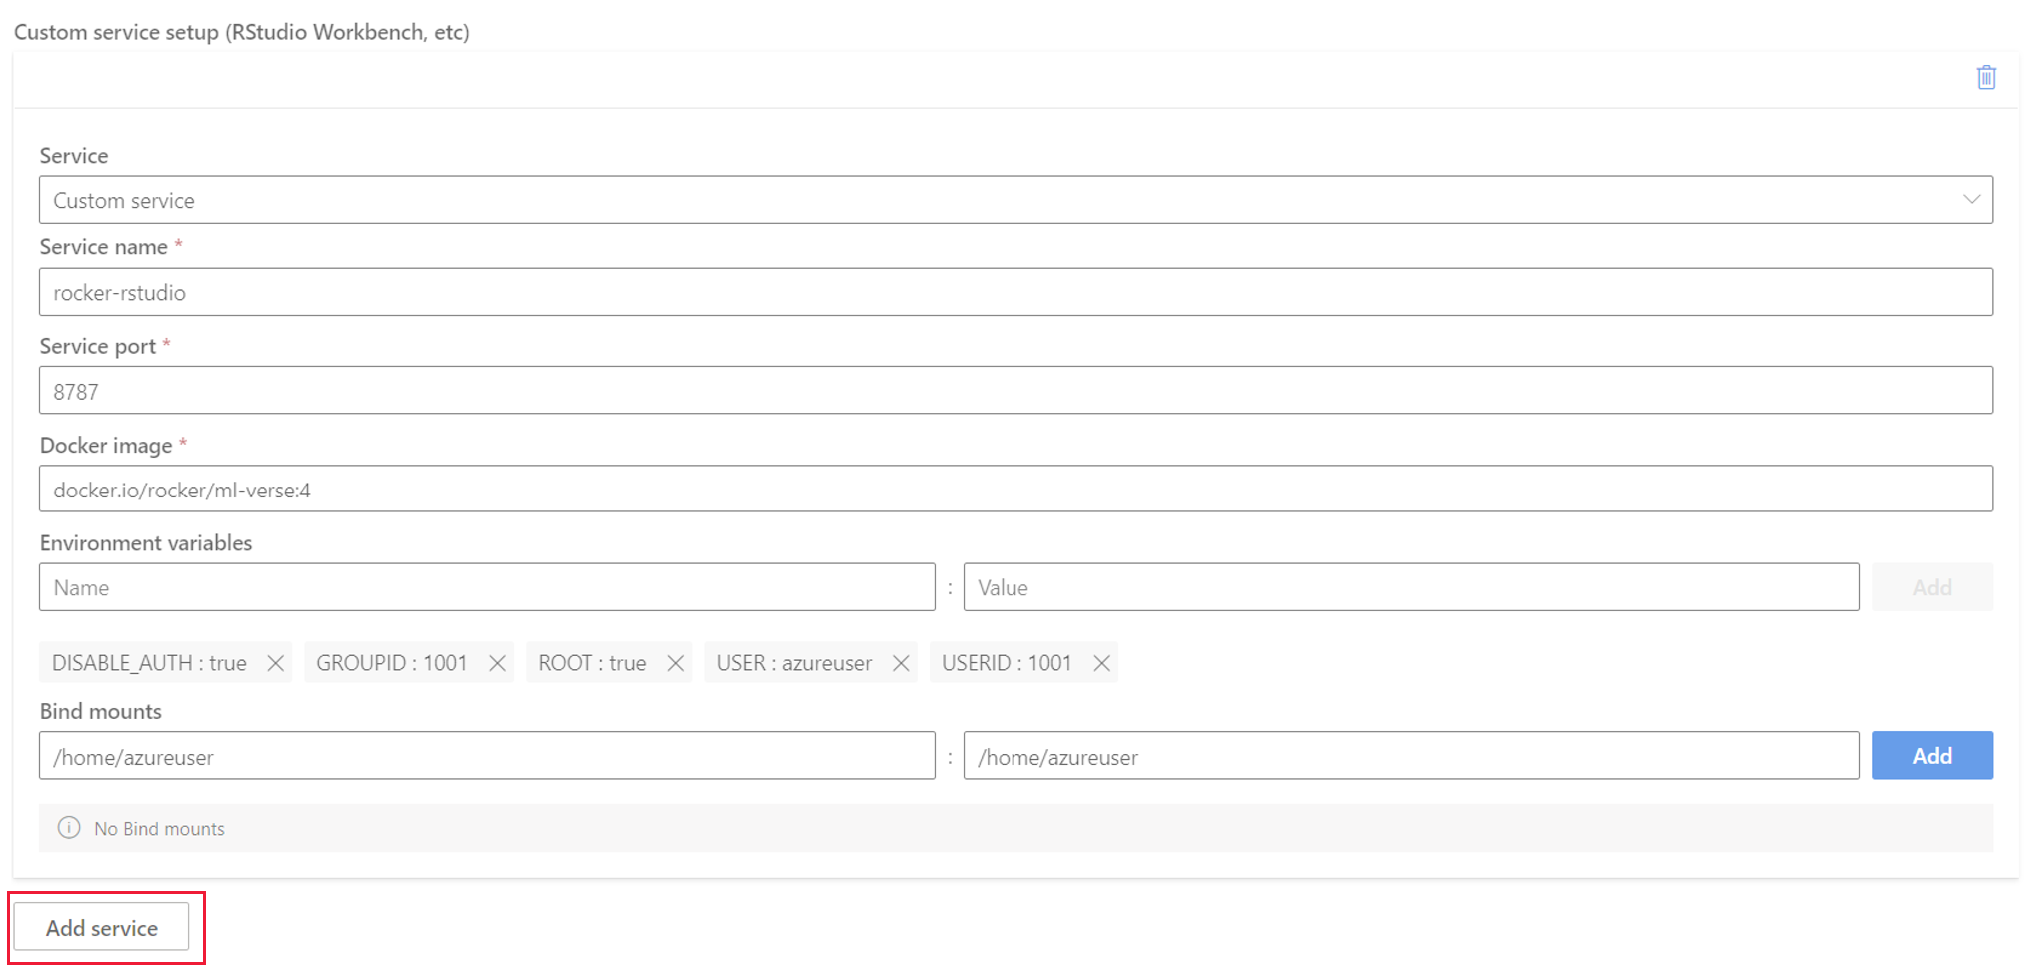 Custom service setup (RStudio Workbench, etc)
Service
Custom service
Service name *
rocker-rstudio
Service port *
8787
Docker image *
docker.io/rocker/ml-verse:4
Environment variables
Name : Value Add
DISABLE_AUTH : true GROUPID : 1001 ROOT : true USER : azureuser USERID : 1001
Bind mounts
/home/azureuser : /home/azureuser Add
No Bind mounts
Add service